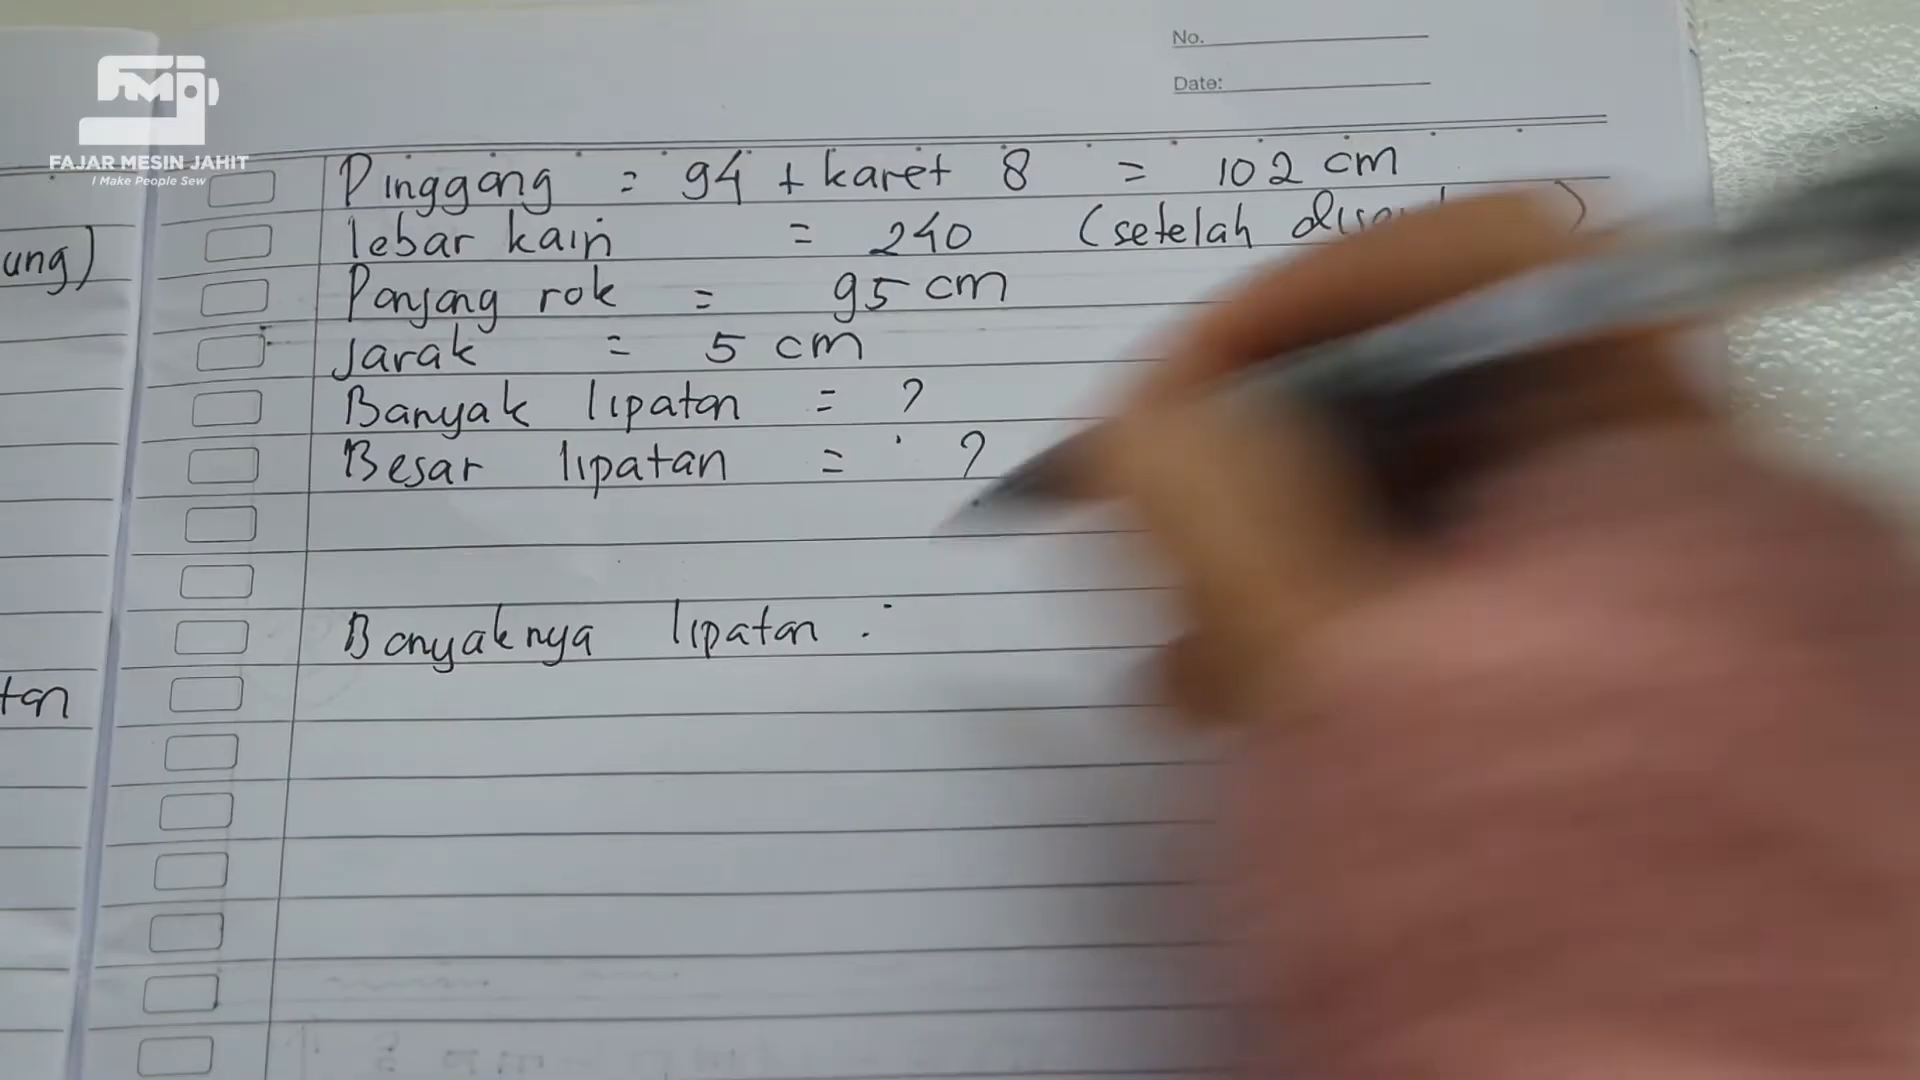 FMJ
FAJAR MESIN JAHIT
I Make People Sew
No.
Date:
ung)
tan
Pinggang = 94 + karet 8 = 102 cm
lebar kain = 240 (setelah
Panjang rok = 95 cm
Jarak = 5 cm
Banyak lipatan = ?
Besar lipatan = ?
Banyaknya lipatan :